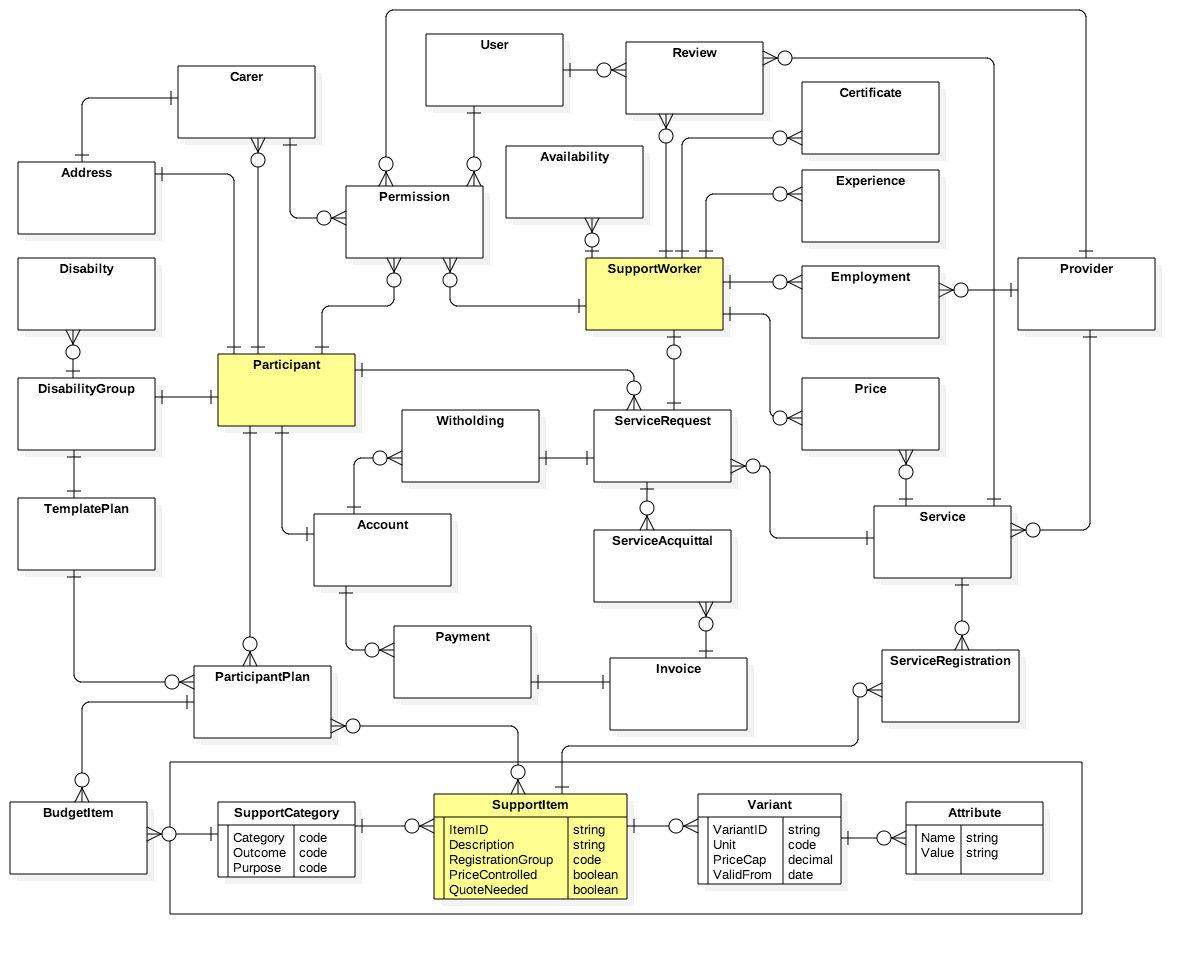 User
Review
Carer
Certificate
Availability
Address
Experience
Permission
Disabilty
SupportWorker
Employment
Provider
Participant
DisabilityGroup
Price
Witholding
ServiceRequest
TemplatePlan
Account
Service
ServiceAcquittal
Payment
Invoice
ServiceRegistration
ParticipantPlan
BudgetItem
SupportCategory
Category code
Outcome code
Purpose code
SupportItem
ItemID string
Description string
RegistrationGroup code
PriceControlled boolean
QuoteNeeded boolean
Variant
VariantID string
Unit code
PriceCap decimal
ValidFrom date
Attribute
Name string
Value string